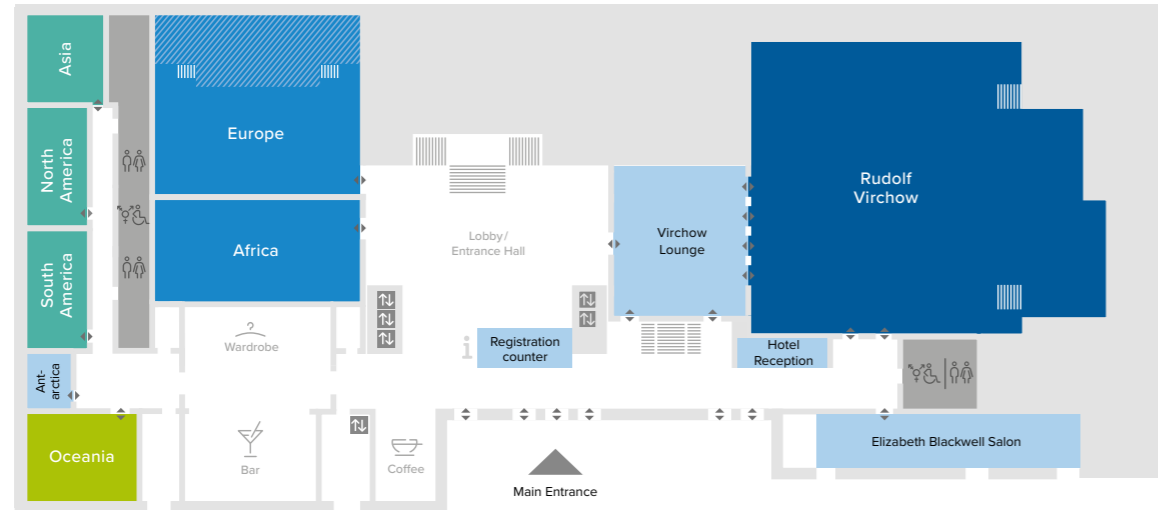 Asia
North
America
South
America
Ant-
arctica
Oceania
Europe
Africa
Wardrobe
Bar
Coffee
Lobby/
Entrance Hall
i
Registration
counter
Main Entrance
Virchow
Lounge
Hotel
Reception
Rudolf
Virchow
Elizabeth Blackwell Salon